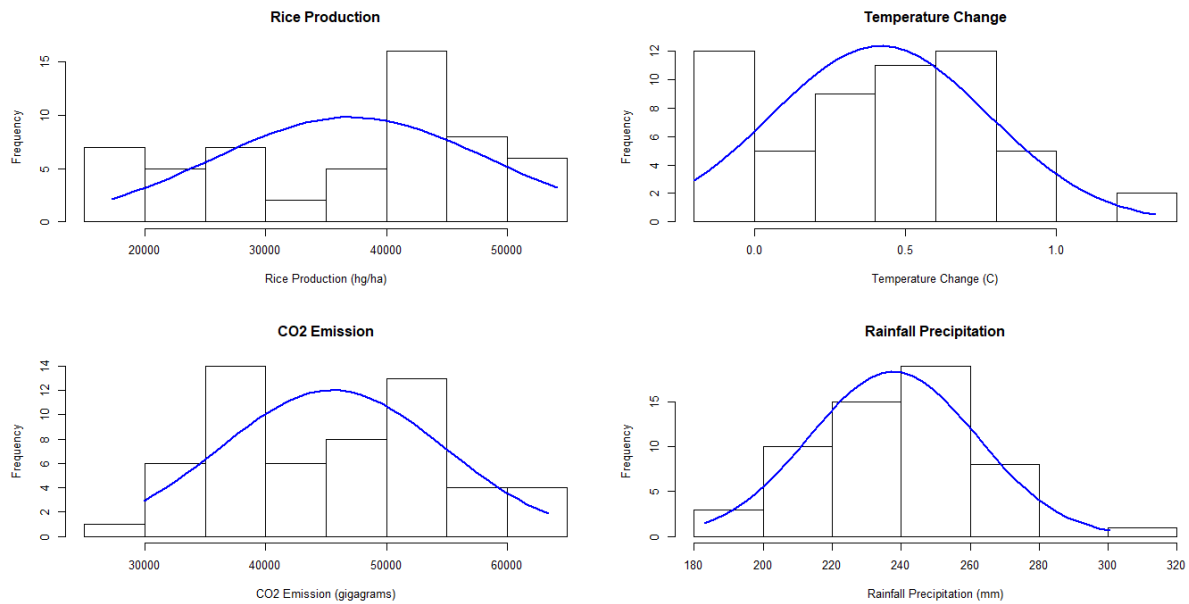 Rice Production
Frequency
15
10
5
0
20000 30000 40000 50000
Rice Production (hg/ha)
Temperature Change
Frequency
12
10
8
6
4
2
0
0.0 0.5 1.0
Temperature Change (C)
CO2 Emission
Frequency
14
12
10
8
6
4
2
0
30000 40000 50000 60000
CO2 Emission (gigagrams)
Rainfall Precipitation
Frequency
15
10
5
0
180 200 220 240 260 280 300 320
Rainfall Precipitation (mm)